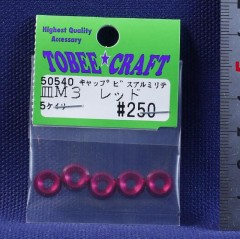 Highest Quality
Accessory
TOBEE CRAFT
50540 キャップビスアルミワテ
皿M3 レッド
5ケイリ #250